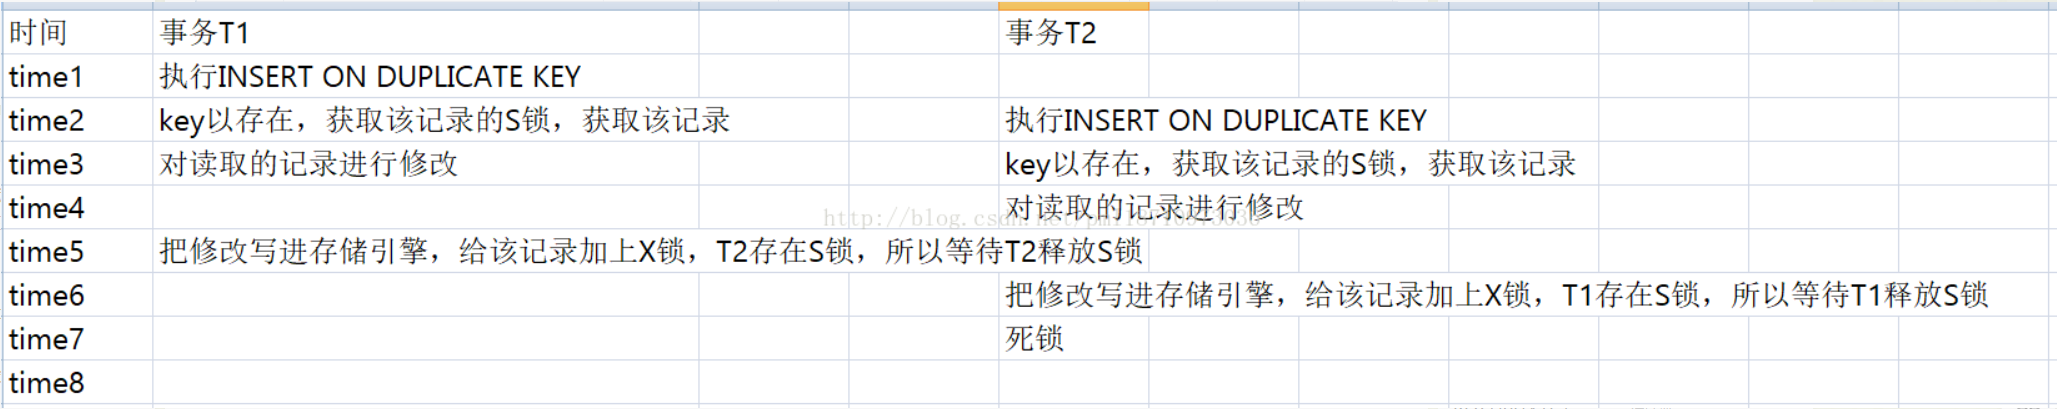 时间 事务T1 事务T2
time1 执行INSERT ON DUPLICATE KEY
time2 key以存在，获取该记录的S锁，获取该记录 执行INSERT ON DUPLICATE KEY
time3 对读取的记录进行修改 key以存在，获取该记录的S锁，获取该记录
time4 对读取的记录进行修改
time5 把修改写进存储引擎，给该记录加上X锁，T2存在S锁，所以等待T2释放S锁
time6 把修改写进存储引擎，给该记录加上X锁，T1存在S锁，所以等待T1释放S锁
time7 死锁
time8